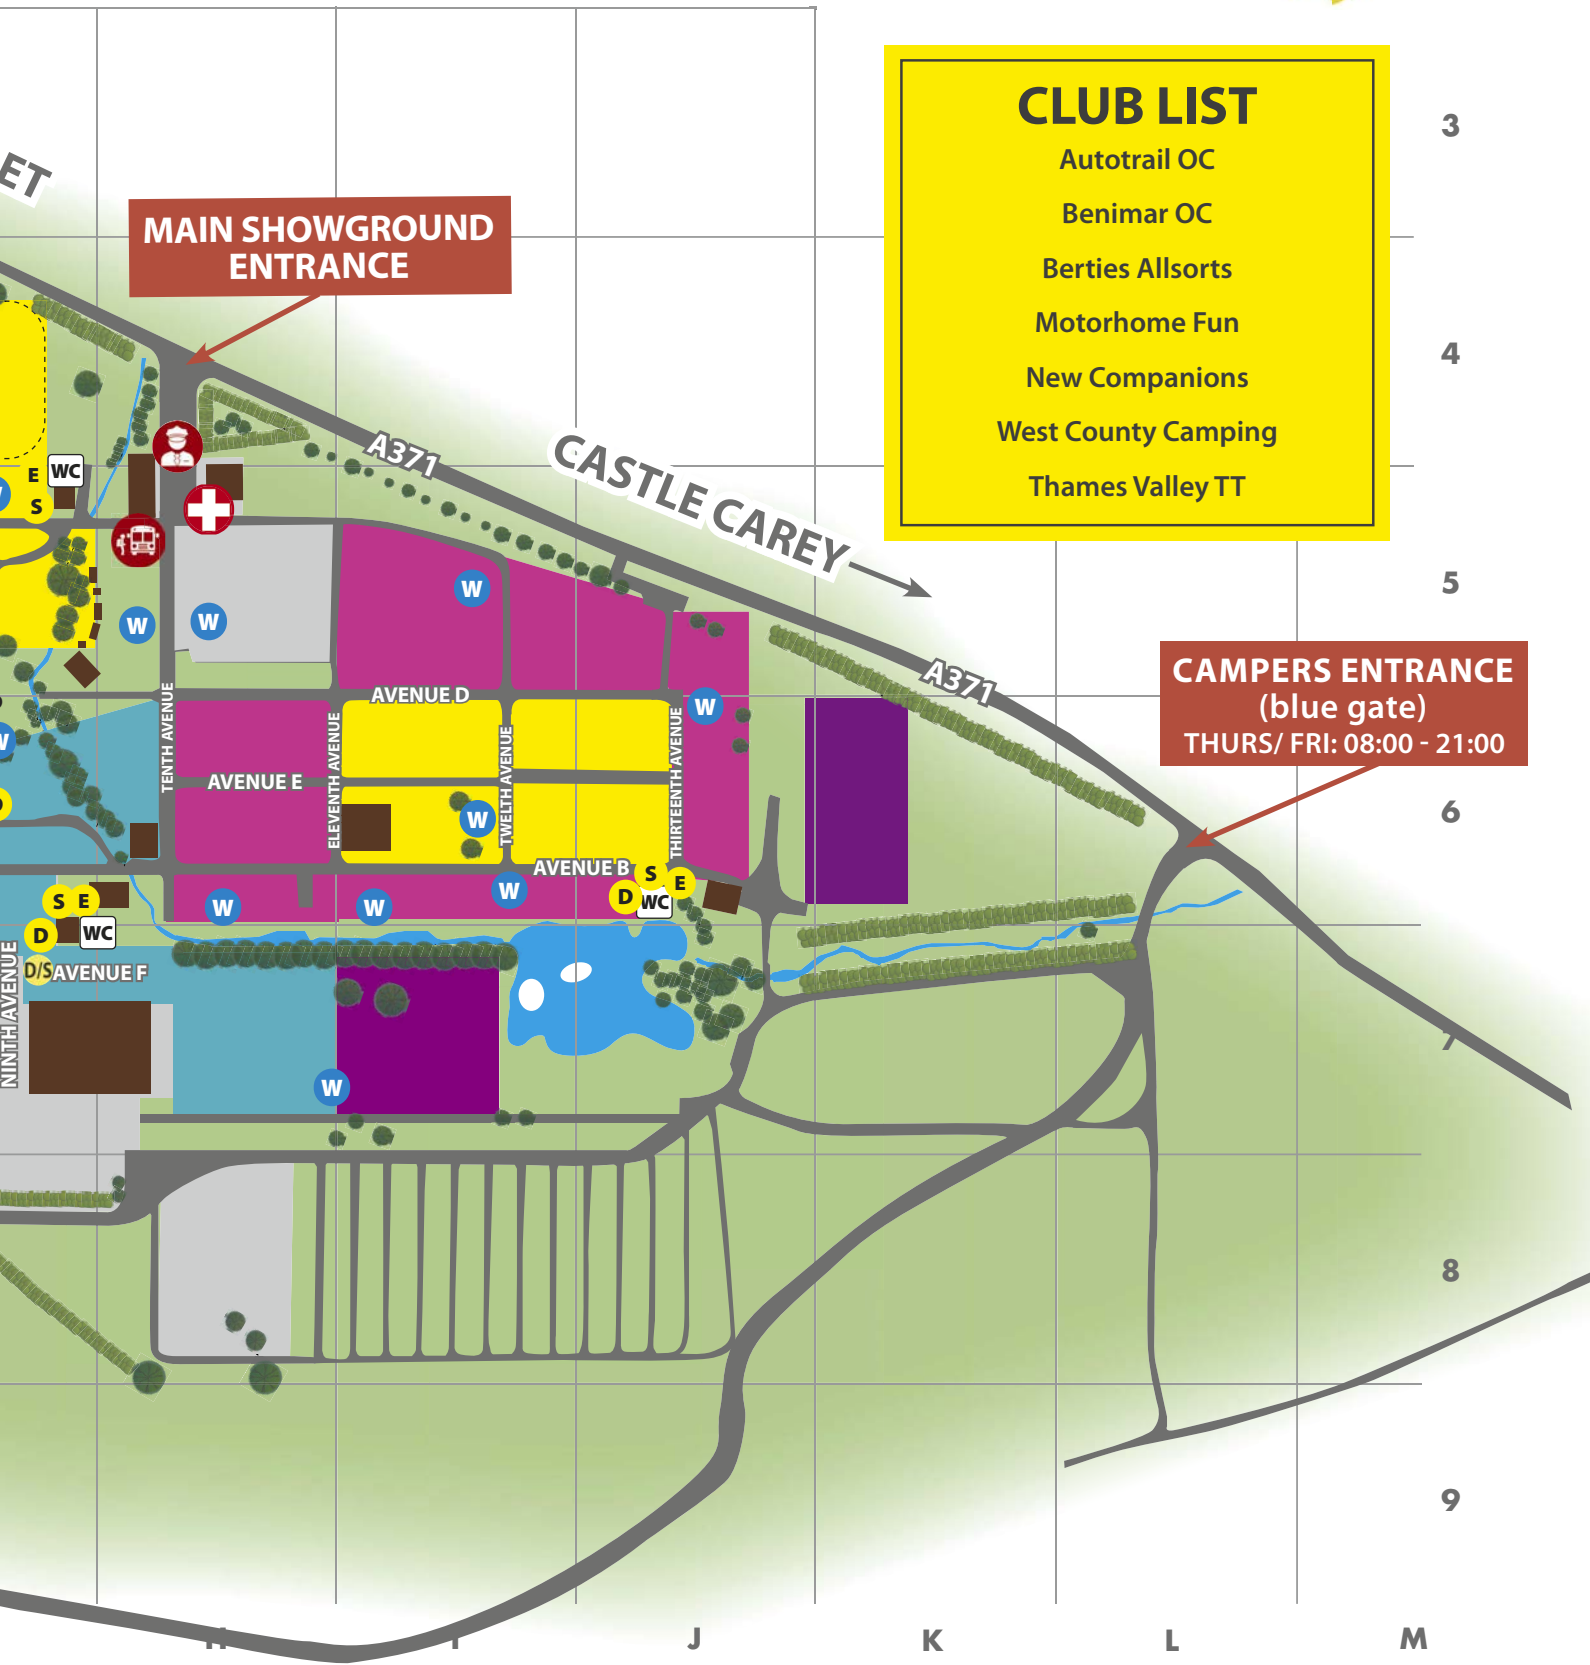 CLUB LIST
Autotrail OC
Benimar OC
Berties Allsorts
Motorhome Fun
New Companions
West County Camping
Thames Valley TT
3
ET
MAIN SHOWGROUND
ENTRANCE
4
A371
CASTLE CAREY
E
WC
S
W
5
W
W
W
A371
CAMPERS ENTRANCE
(blue gate)
THURS/ FRI: 08:00 - 21:00
AVENUE D
W
W
TENTH AVENUE
ELEVENTH AVENUE
TWELTH AVENUE
THIRTEENTH AVENUE
AVENUE E
W
6
AVENUE B
S
E
D
WC
W
W
W
S
E
D
WC
D/S
AVENUE F
NINTH AVENUE
W
7
8
9
H
I
J
K
L
M